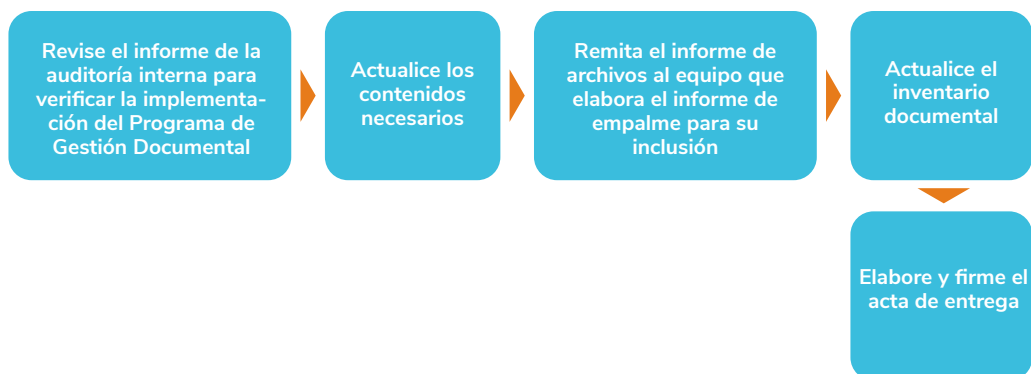 Revise el informe de la
auditoría interna para
verificar la implementa-
ción del Programa de
Gestión Documental
Actualice los
contenidos
necesarios
Remita el informe de
archivos al equipo que
elabora el informe de
empalme para su
inclusión
Actualice el
inventario
documental
Elabore y firme el
acta de entrega